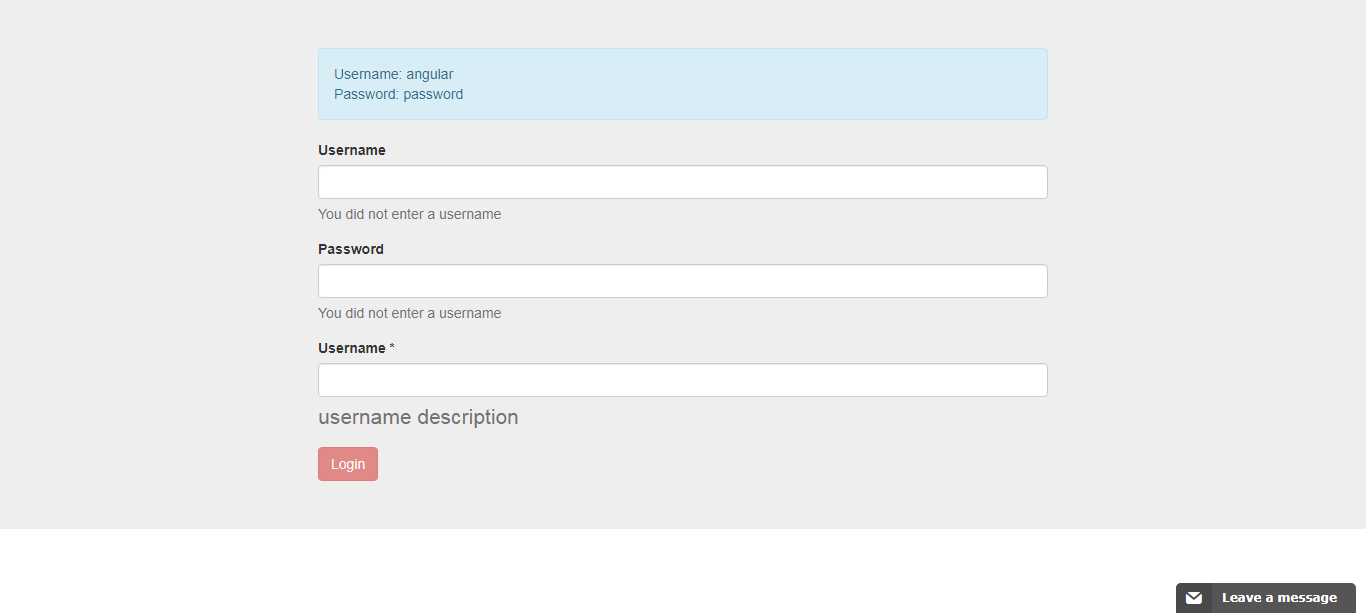 Username: angular
Password: password
Username
You did not enter a username
Password
You did not enter a username
Username *
username description
Login
Leave a message